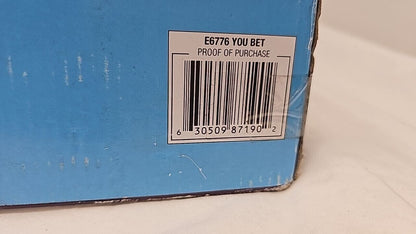 E6776 YOU BET
PROOF OF PURCHASE
6 30509 87190 2